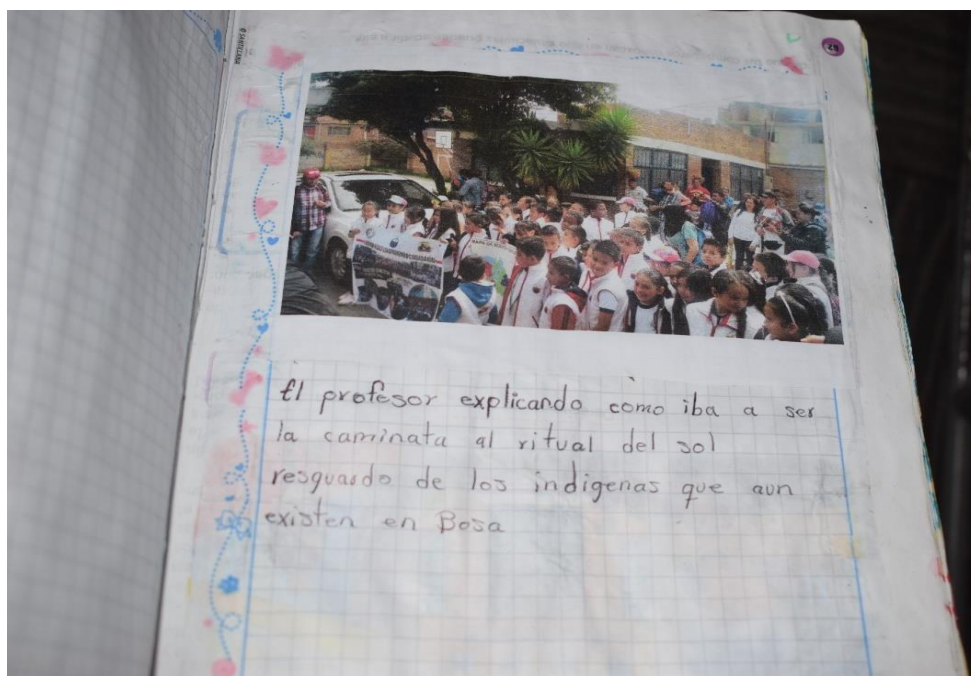 El profesor explicando como iba a ser
la caminata al ritual del sol
resguardo de los indigenas que aun
existen en Bosa